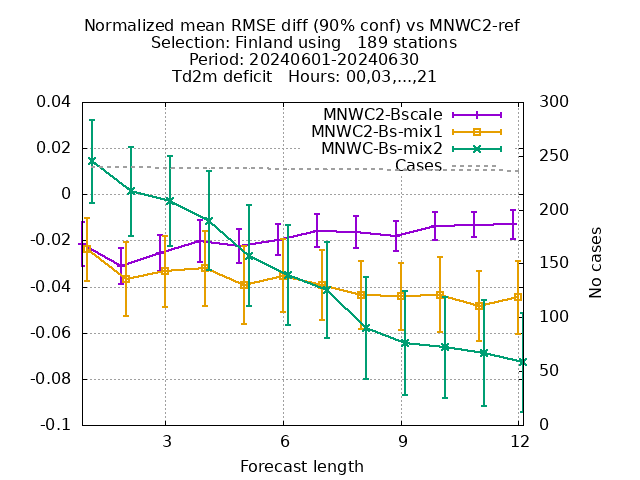 Normalized mean RMSE diff (90% conf) vs MNWC2-ref
Selection: Finland using   189 stations
Period: 20240601-20240630
Td2m deficit   Hours: 00,03,...,21
MNWC2-Bscale
MNWC2-Bs-mix1
MNWC-Bs-mix2
Cases
0.04
0.02
0
-0.02
-0.04
-0.06
-0.08
-0.1
300
250
200
150
100
50
0
No cases
3
6
9
12
Forecast length